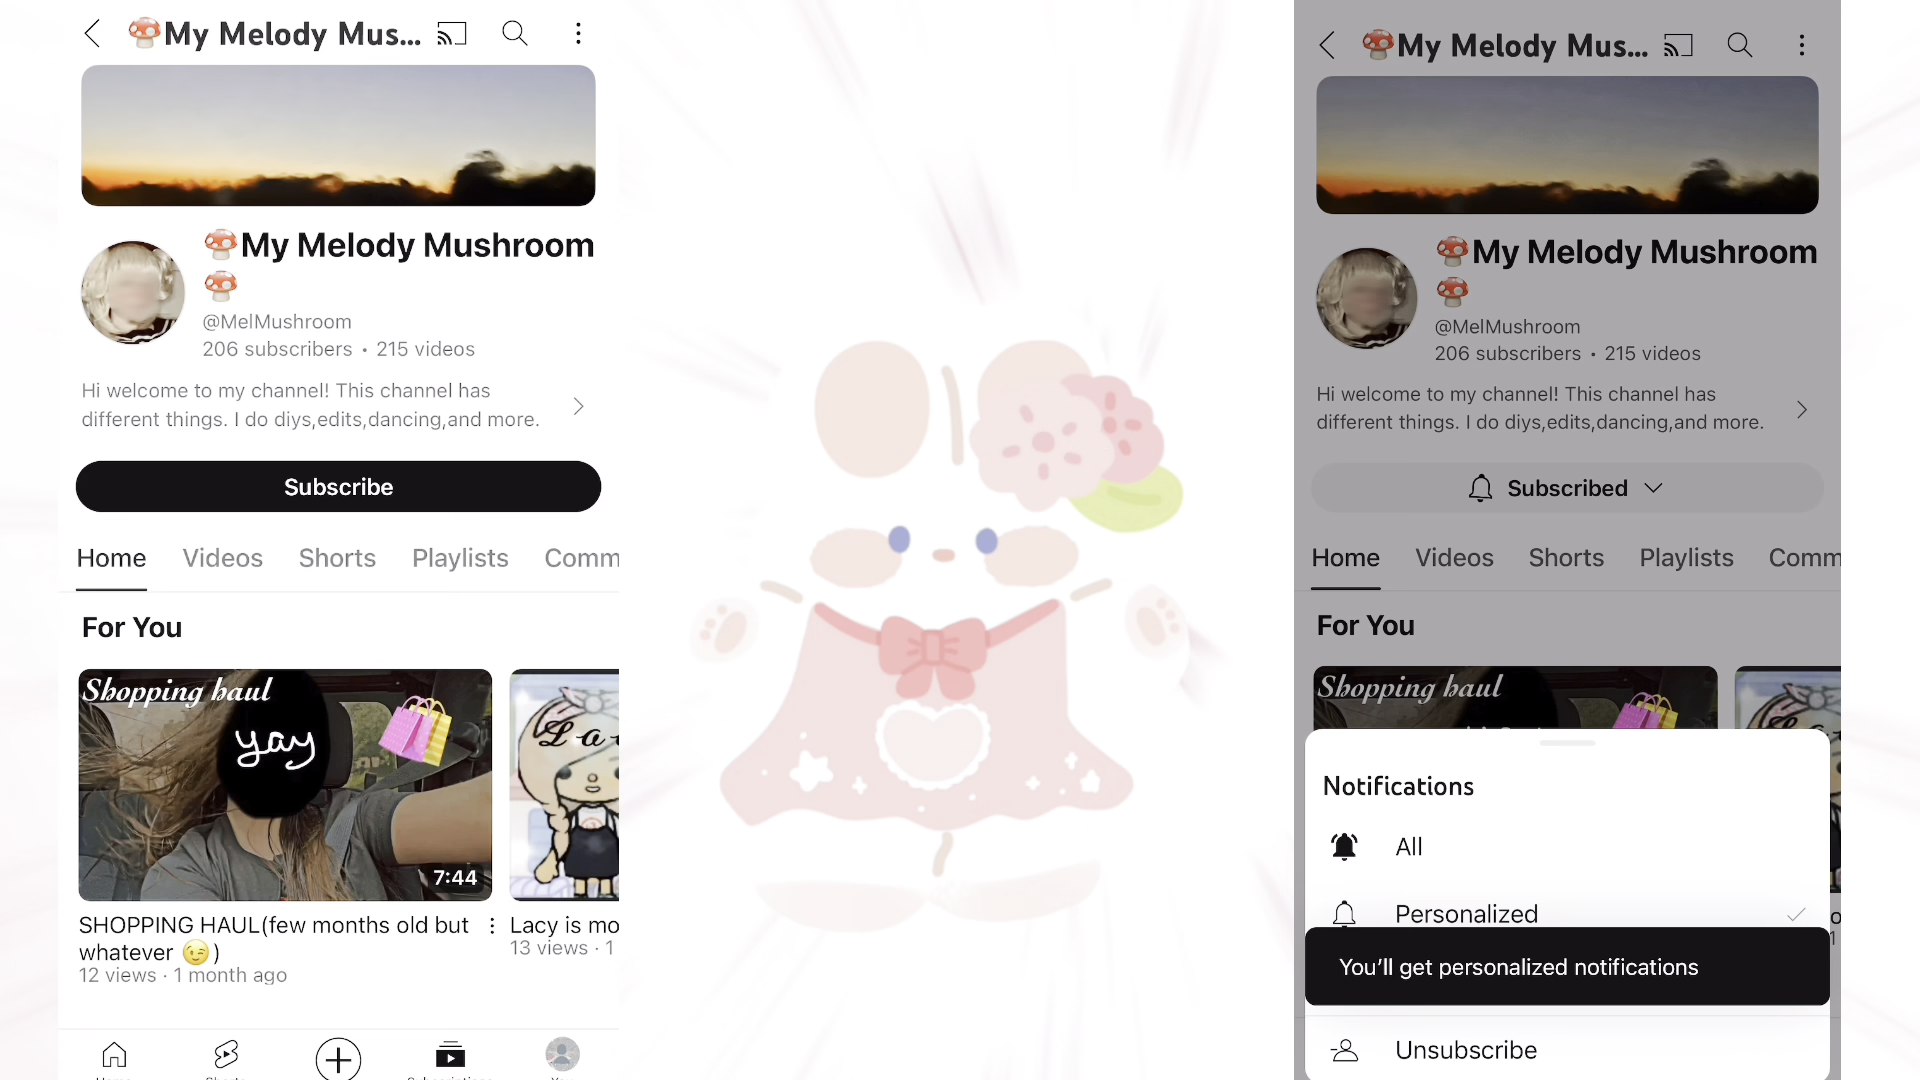 🍄My Melody Mus...
🍄My Melody Mushroom
🍄
@MelMushroom
206 subscribers • 215 videos
Hi welcome to my channel! This channel has
different things. I do diys,edits,dancing,and more.
Subscribe
Home Videos Shorts Playlists Comm
For You
Shopping haul
yay
7:44
La
SHOPPING HAUL(few months old but
whatever 😉)
12 views · 1 month ago
Lacy is mo
13 views · 1
🍄My Melody Mus...
🍄My Melody Mushroom
🍄
@MelMushroom
206 subscribers • 215 videos
Hi welcome to my channel! This channel has
different things. I do diys,edits,dancing,and more.
Subscribed
Home Videos Shorts Playlists Comm
For You
Shopping haul
Notifications
All
Personalized
You'll get personalized notifications
Unsubscribe